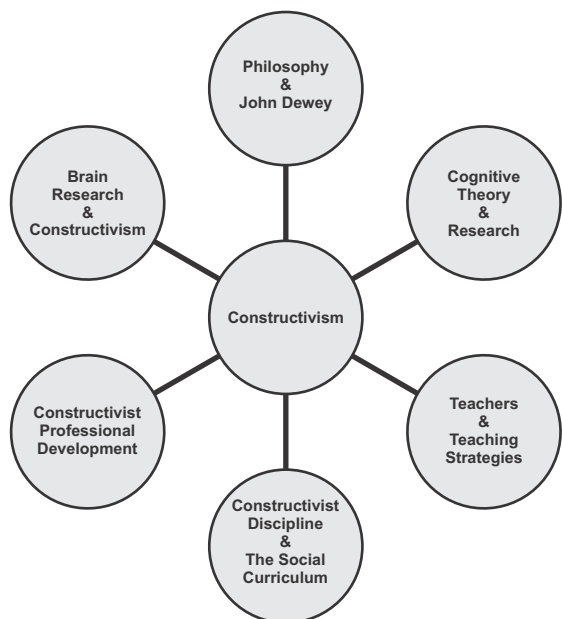 Philosophy
&
John Dewey
Brain
Research
&
Constructivism
Cognitive
Theory
&
Research
Constructivism
Constructivist
Professional
Development
Teachers
&
Teaching
Strategies
Constructivist
Discipline
&
The Social
Curriculum